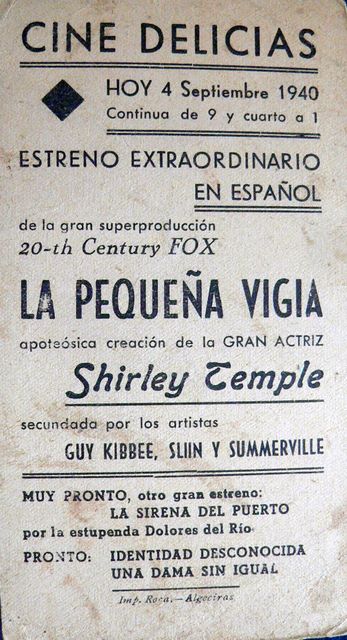 CINE DELICIAS
HOY 4 Septiembre 1940
Continua de 9 y cuarto a 1
ESTRENO EXTRAORDINARIO
EN ESPAÑOL
de la gran superproducción
20-th Century FOX
LA PEQUEÑA VIGIA
apoteósica creación de la GRAN ACTRIZ
Shirley Temple
secundada por los artistas
GUY KIBBEE, SLIIN Y SUMMERVILLE
MUY PRONTO, otro gran estreno:
LA SIRENA DEL PUERTO
por la estupenda Dolores del Río
PRONTO: IDENTIDAD DESCONOCIDA
UNA DAMA SIN IGUAL
Imp. Roca.—Algeciras